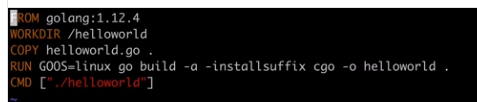 FROM golang:1.12.4
WORKDIR /helloworld
COPY helloworld.go .
RUN GOOS=linux go build -a -installsuffix cgo -o helloworld .
CMD ["./helloworld"]
~